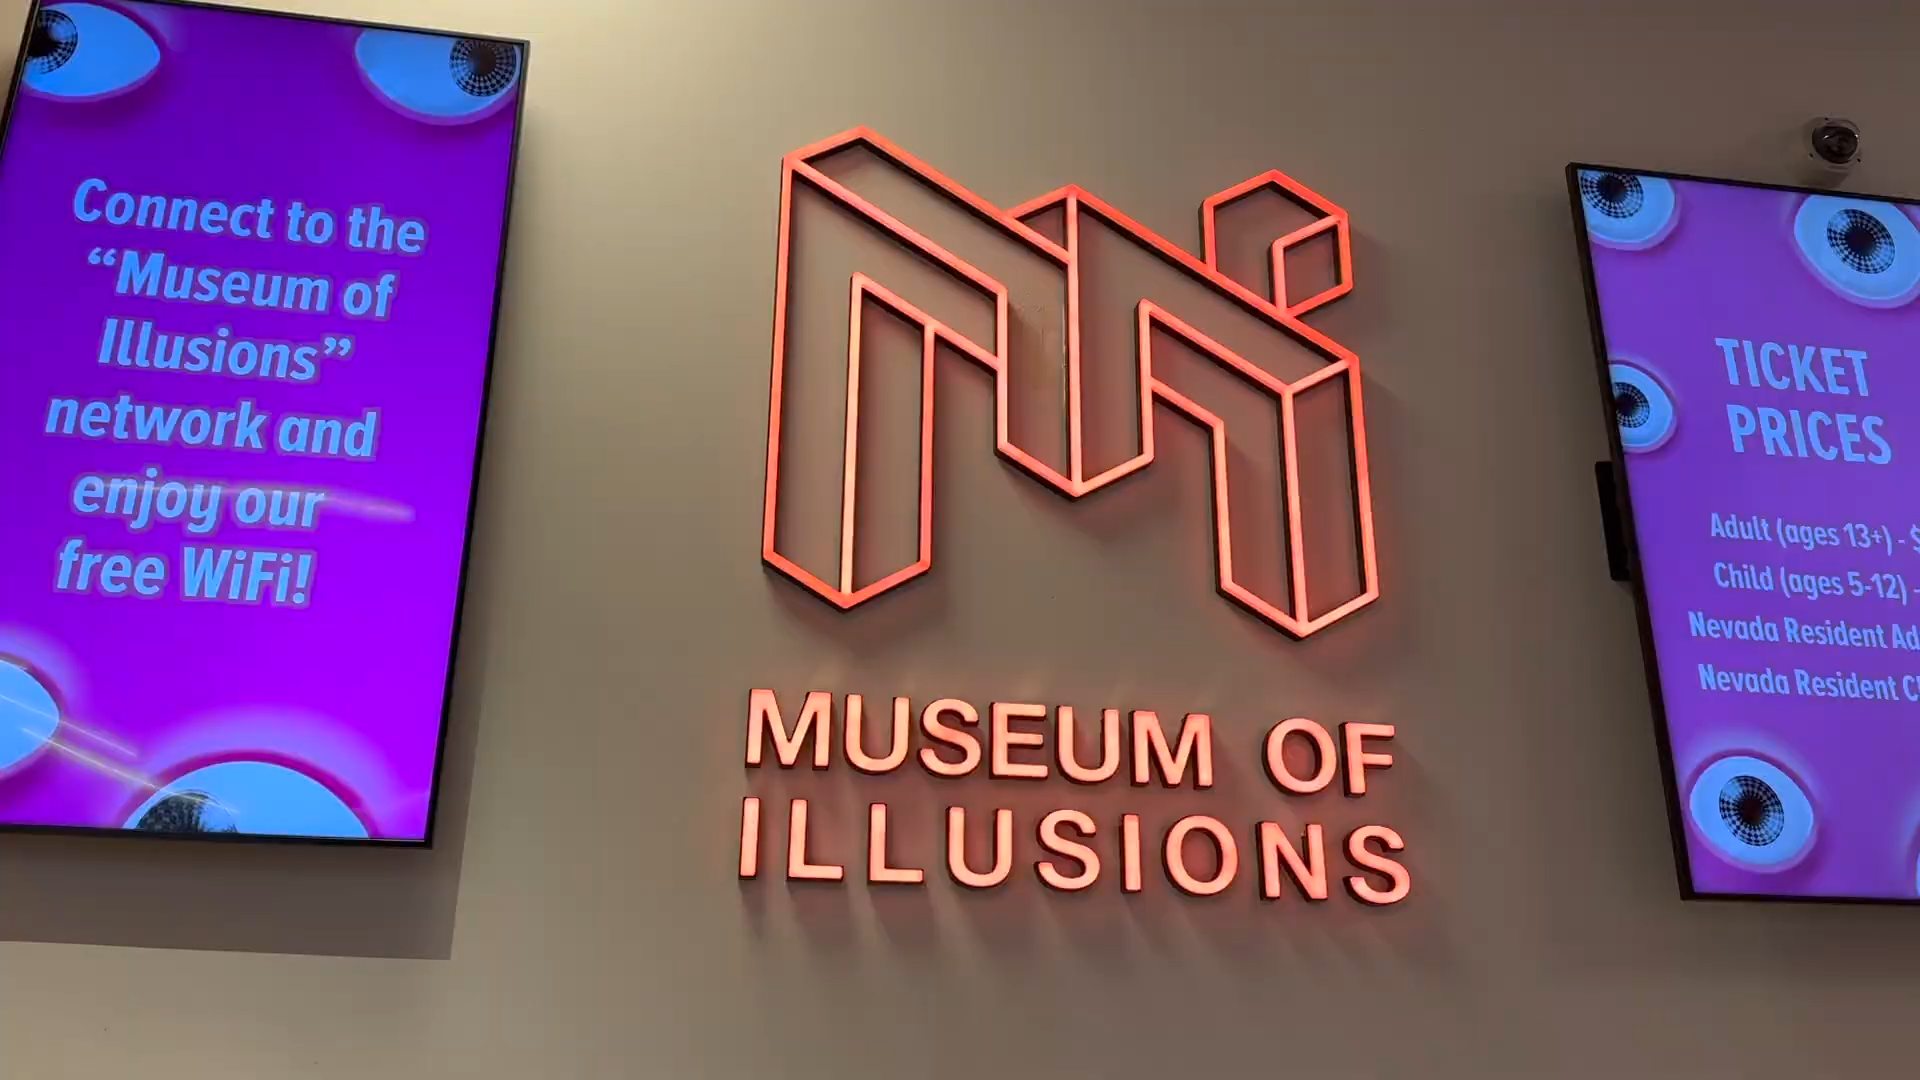 Connect to the
“Museum of
Illusions”
network and
enjoy our
free WiFi!
MUSEUM OF
ILLUSIONS
TICKET
PRICES
Adult (ages 13+) - $
Child (ages 5-12) -
Nevada Resident
Nevada Resident